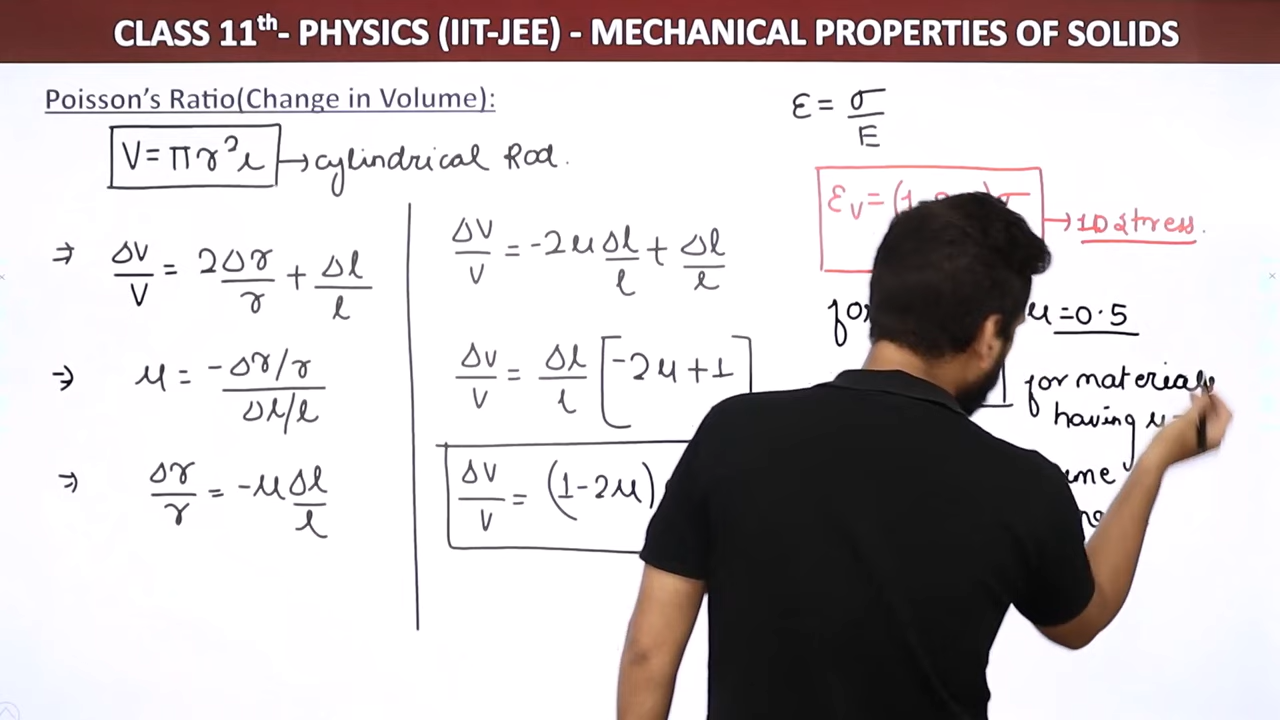 CLASS 11th- PHYSICS (IIT-JEE) - MECHANICAL PROPERTIES OF SOLIDS
Poisson's Ratio(Change in Volume):
V = πr²l → cylindrical Rod.
⇒ ΔV/V = 2Δr/r + Δl/l
⇒ μ = -Δr/r / Δl/l
⇒ Δr/r = -μ Δl/l
ΔV/V = -2μ Δl/l + Δl/l
ΔV/V = Δl/l [-2μ + 1]
ΔV/V = (1-2μ)
ε = σ/E
εv = (1- )σ → 1D stress.
for μ = 0.5
for materials
having μ =